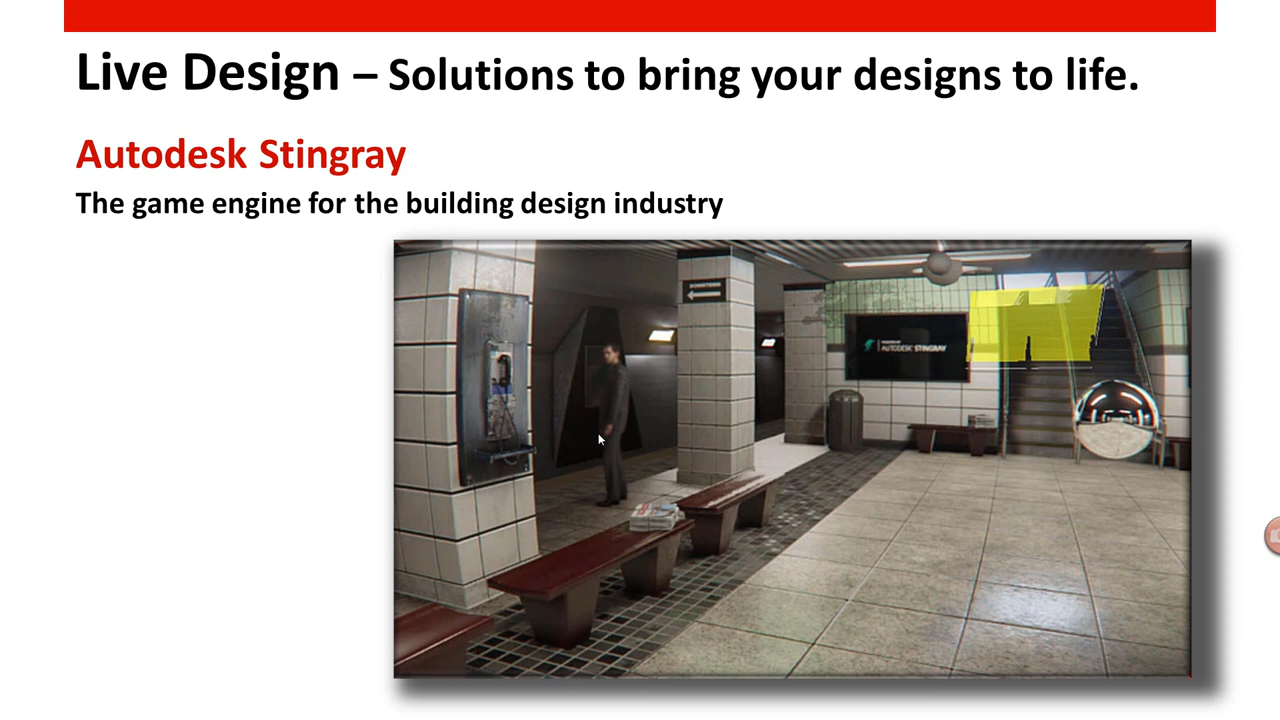 Live Design – Solutions to bring your designs to life.
Autodesk Stingray
The game engine for the building design industry
AUTODESK STINGRAY